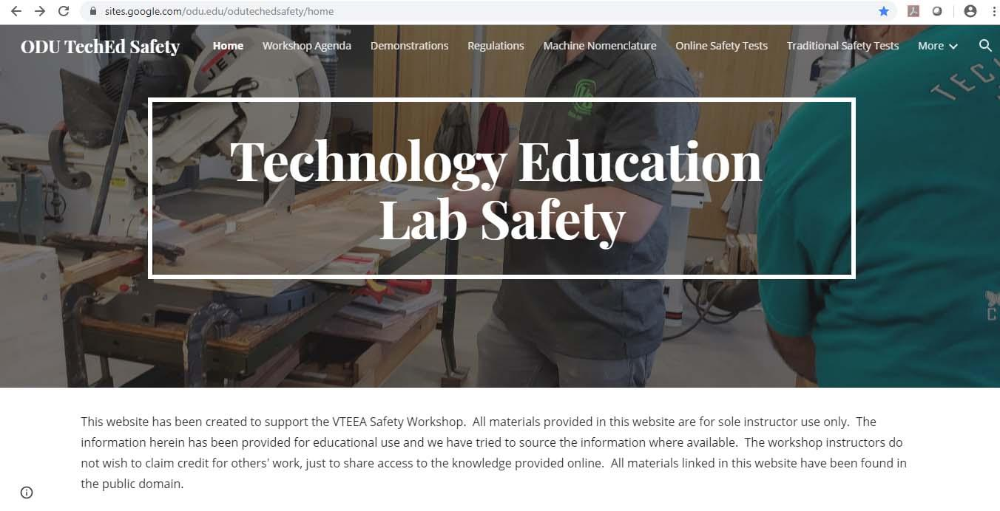 sites.google.com/odu.edu/odutechedsafety/home
ODU TechEd Safety Home Workshop Agenda Demonstrations Regulations Machine Nomenclature Online Safety Tests Traditional Safety Tests More
JET
TEC
Technology Education
Lab Safety
C
This website has been created to support the VTEEA Safety Workshop.  All materials provided in this website are for sole instructor use only.  The
information herein has been provided for educational use and we have tried to source the information where available.  The workshop instructors do
not wish to claim credit for others' work, just to share access to the knowledge provided online.  All materials linked in this website have been found in
the public domain.